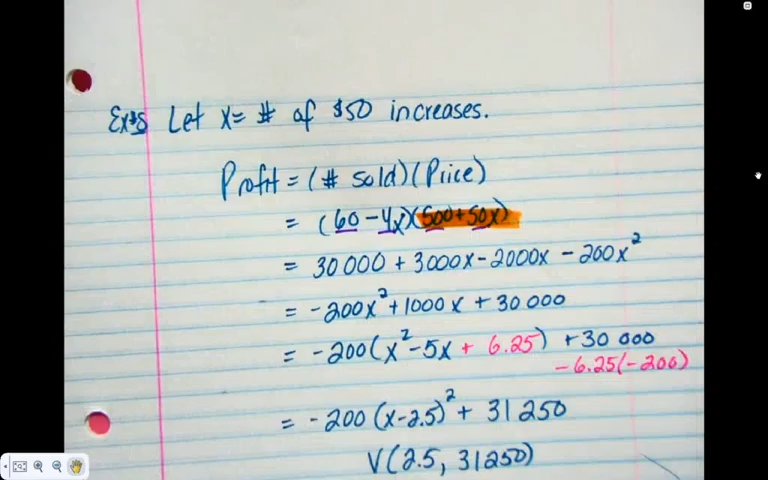 Ex#8 Let x = # of $50 increases.
Profit = (# sold)(Price)
= (60 - 4x)(500 + 50x)
= 30 000 + 3000x - 2000x - 200x²
= -200x² + 1000x + 30 000
= -200(x² - 5x + 6.25) + 30 000
- 6.25(-200)
= -200(x - 2.5)² + 31 250
V(2.5, 31250)